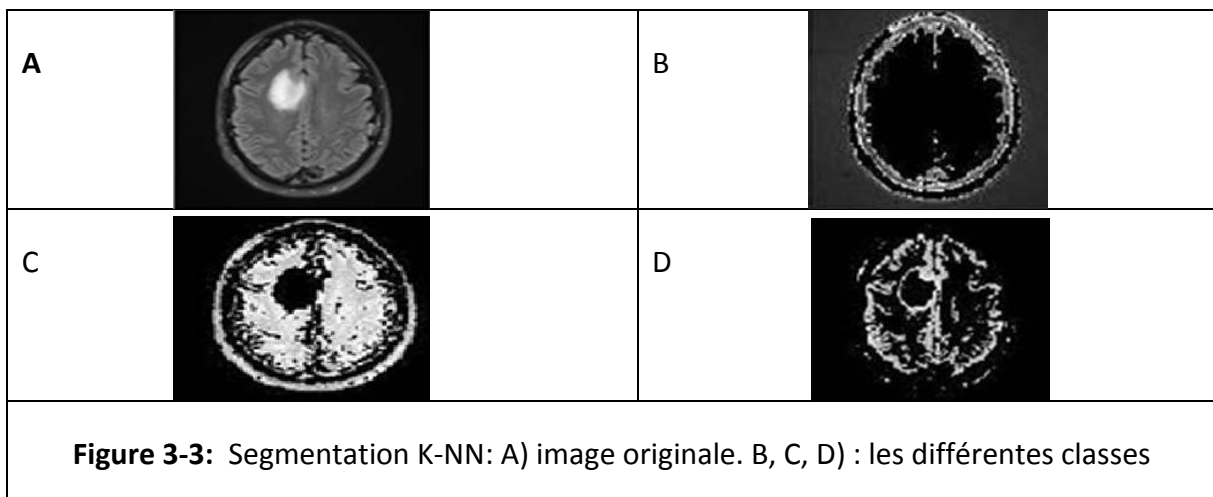 A
B
C
D
Figure 3-3: Segmentation K-NN: A) image originale. B, C, D) : les différentes classes